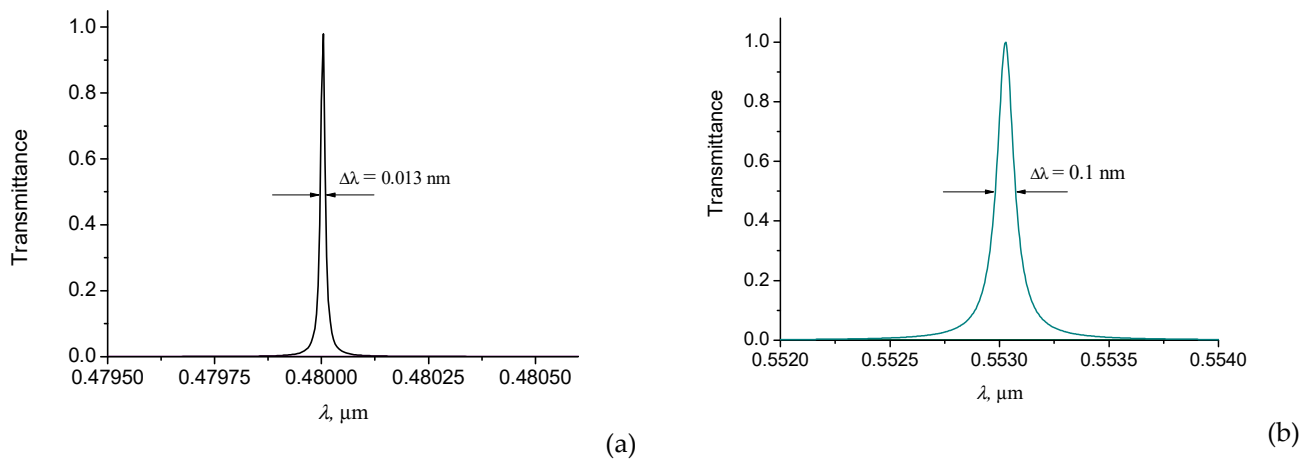 Transmittance
1.0
0.8
0.6
0.4
0.2
0.0
Δλ = 0.013 nm
0.47950 0.47975 0.48000 0.48025 0.48050
λ, μm
(a)
Transmittance
1.0
0.8
0.6
0.4
0.2
0.0
Δλ = 0.1 nm
0.5520 0.5525 0.5530 0.5535 0.5540
λ, μm
(b)